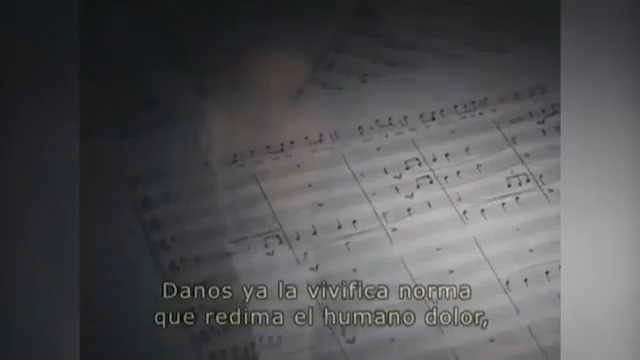 Danos ya la vivifica norma
que redima el humano dolor,